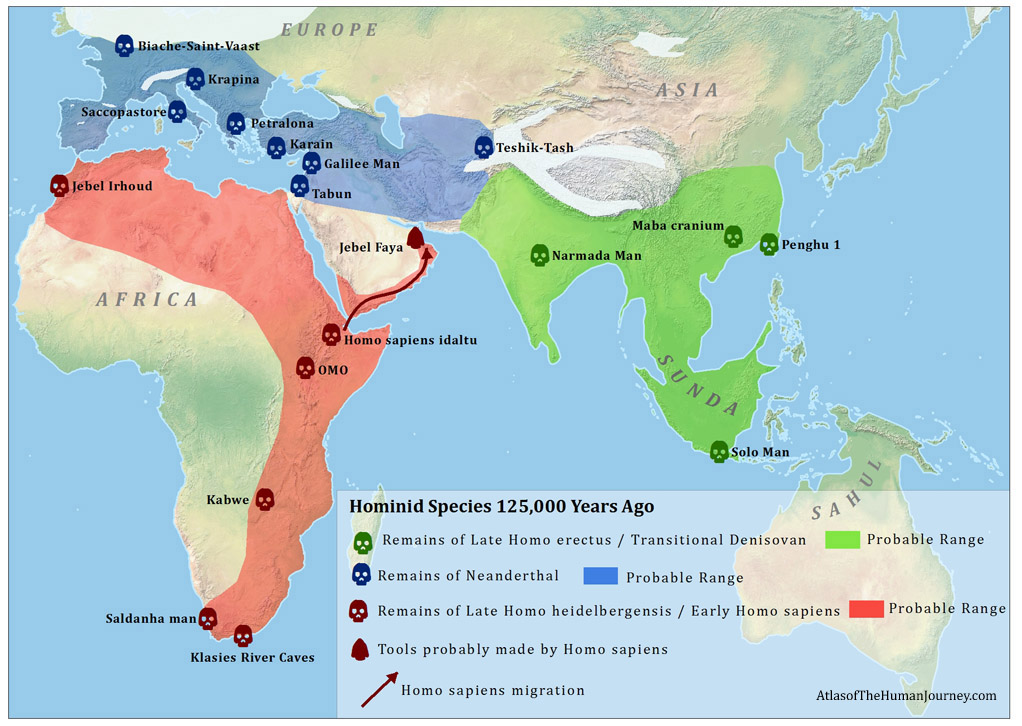 EUROPE
Biache-Saint-Vaast
Krapina
ASIA
Saccopastore
Petralona
Karain
Teshik-Tash
Galilee Man
Jebel Irhoud
Tabun
Maba cranium
Jebel Faya
Penghu 1
Narmada Man
AFRICA
Homo sapiens idaltu
OMO
SUNDA
Solo Man
SAHUL
Kabwe
Saldanha man
Klasies River Caves
Hominid Species 125,000 Years Ago
Remains of Late Homo erectus / Transitional Denisovan Probable Range
Remains of Neanderthal Probable Range
Remains of Late Homo heidelbergensis / Early Homo sapiens Probable Range
Tools probably made by Homo sapiens
Homo sapiens migration
AtlasofTheHumanJourney.com